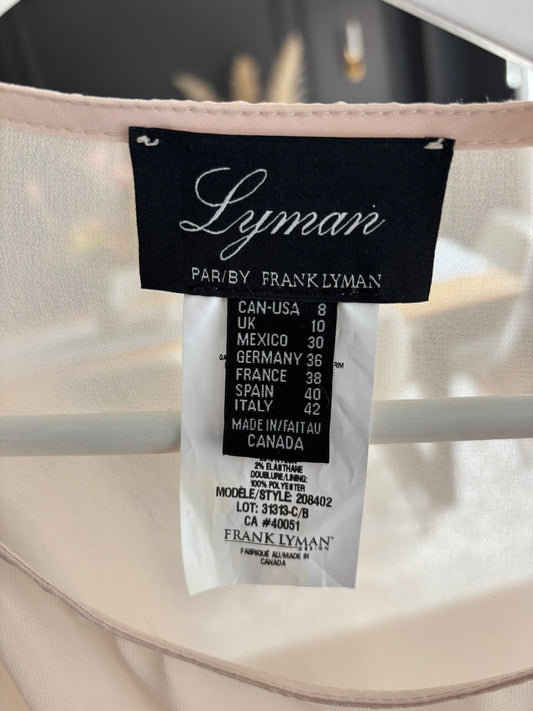 Lyman
PAR/BY FRANK LYMAN
CAN-USA 8
UK 10
MEXICO 30
GERMANY 36
FRANCE 38
SPAIN 40
ITALY 42
MADE IN/FAIT AU
CANADA
2% ELASTHANE
DOUBLURE/LINING:
100% POLYESTER
MODÈLE/STYLE: 208402
LOT: 31313-C/B
CA #40051
FRANK LYMAN
DESIGN
FABRIQUÉ AU/MADE IN
CANADA